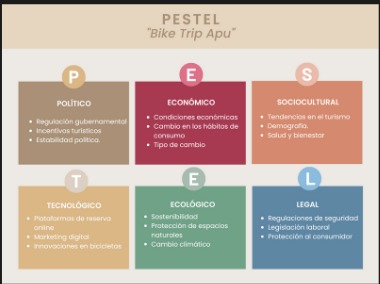 PESTEL
"Bike Trip Apu"
P
POLÍTICO
• Regulación gubernamental
• Incentivos turísticos
• Estabilidad política.
E
ECONÓMICO
• Condiciones económicas
• Cambio en los hábitos de
consumo
• Tipo de cambio
S
SOCIOCULTURAL
• Tendencias en el turismo
• Demografía.
• Salud y bienestar
T
TECNOLÓGICO
• Plataformas de reserva
online
• Marketing digital
• Innovaciones en bicicletas
E
ECOLÓGICO
• Sostenibilidad
• Protección de espacios
naturales
• Cambio climático
L
LEGAL
• Regulaciones de seguridad
• Legislación laboral
• Protección al consumidor